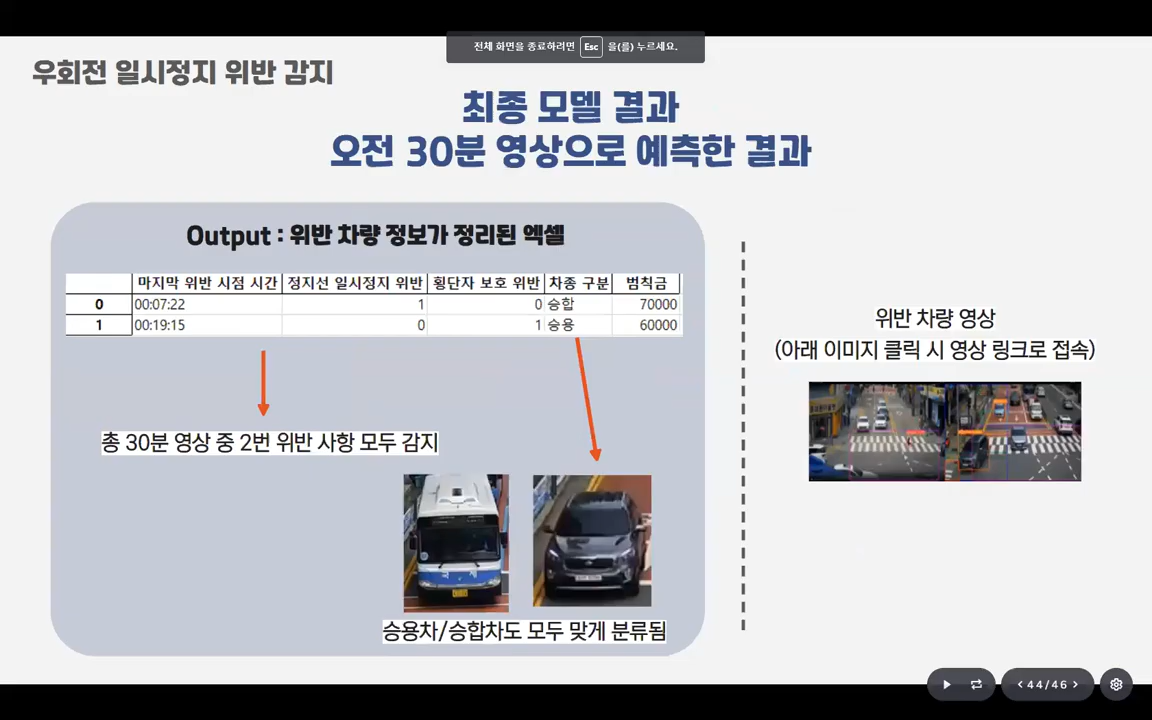 전체 화면을 종료하려면 Esc 을(를) 누르세요.
우회전 일시정지 위반 감지
최종 모델 결과
오전 30분 영상으로 예측한 결과
Output : 위반 차량 정보가 정리된 엑셀
마지막 위반 시점 시간 정지선 일시정지 위반 횡단자 보호 위반 차종 구분 범칙금
0 00:07:22 1 0 승합 70000
1 00:19:15 0 1 승용 60000
총 30분 영상 중 2번 위반 사항 모두 감지
승용차/승합차도 모두 맞게 분류됨
위반 차량 영상
(아래 이미지 클릭 시 영상 링크로 접속)
44/46